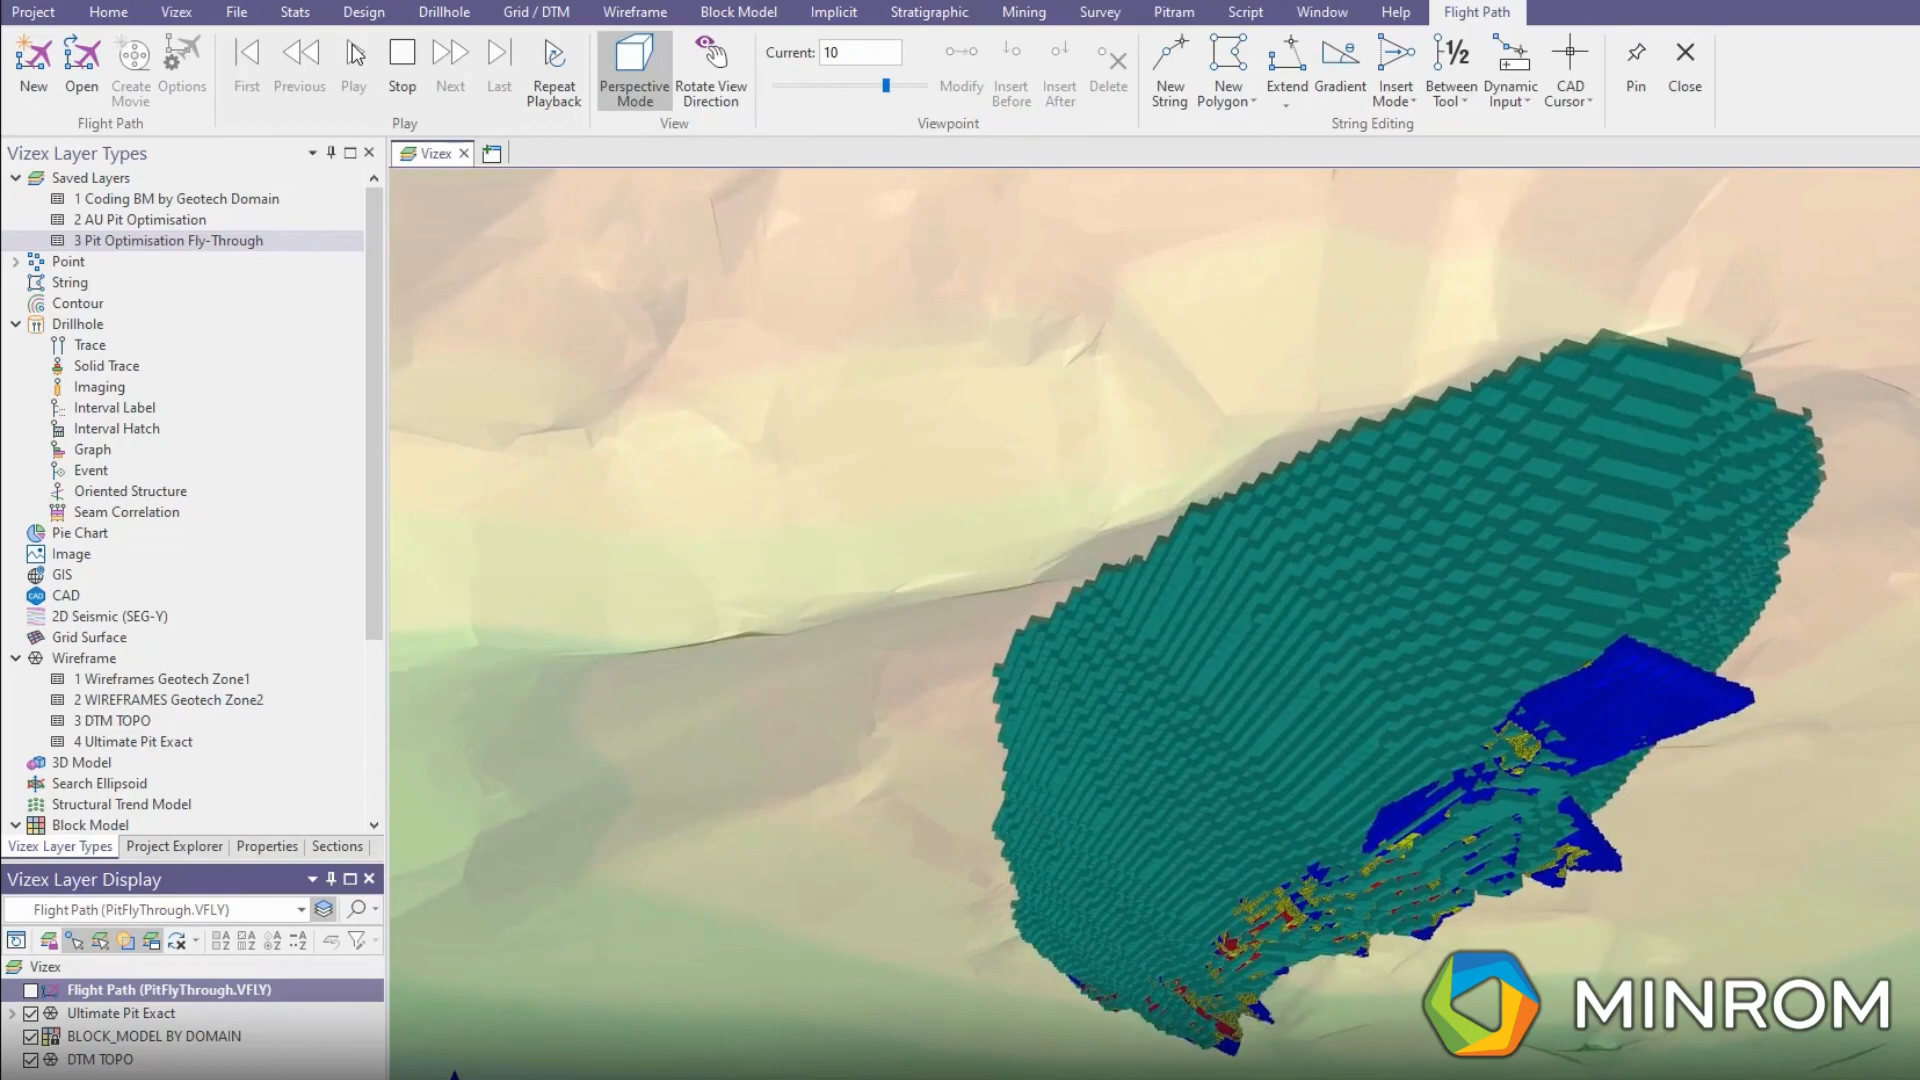 Project Home Vizex File Stats Design Drillhole Grid / DTM Wireframe Block Model Implicit Stratigraphic Mining Survey Pitram Script Window Help Flight Path
New Open Create Movie Options First Previous Play Stop Next Last Repeat Playback Perspective Mode Rotate View Direction Current: 10 Modify Insert Before Insert After Delete New String New Polygon Extend Gradient Insert Mode Between Tool 1/2 Dynamic Input CAD Cursor Pin Close
Flight Path Play View Viewpoint String Editing
Vizex Layer Types
Vizex
Saved Layers
1 Coding BM by Geotech Domain
2 AU Pit Optimisation
3 Pit Optimisation Fly-Through
Point
String
Contour
Drillhole
Trace
Solid Trace
Imaging
Interval Label
Interval Hatch
Graph
Event
Oriented Structure
Seam Correlation
Pie Chart
Image
GIS
CAD
2D Seismic (SEG-Y)
Grid Surface
Wireframe
1 Wireframes Geotech Zone1
2 WIREFRAMES Geotech Zone2
3 DTM TOPO
4 Ultimate Pit Exact
3D Model
Search Ellipsoid
Structural Trend Model
Block Model
Vizex Layer Types Project Explorer Properties Sections
Vizex Layer Display
Flight Path (PitFlyThrough.VFLY)
Vizex
Flight Path (PitFlyThrough.VFLY)
Ultimate Pit Exact
BLOCK_MODEL BY DOMAIN
DTM TOPO
MINROM